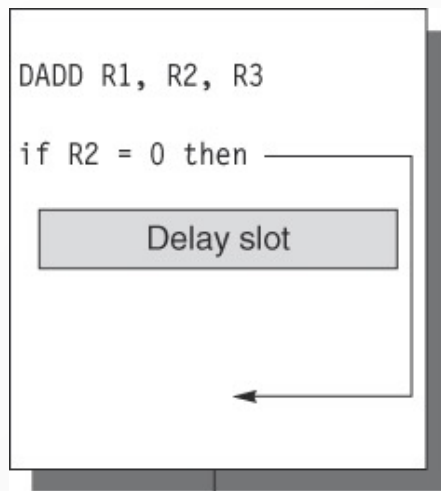 DADD R1, R2, R3
if R2 = 0 then
Delay slot